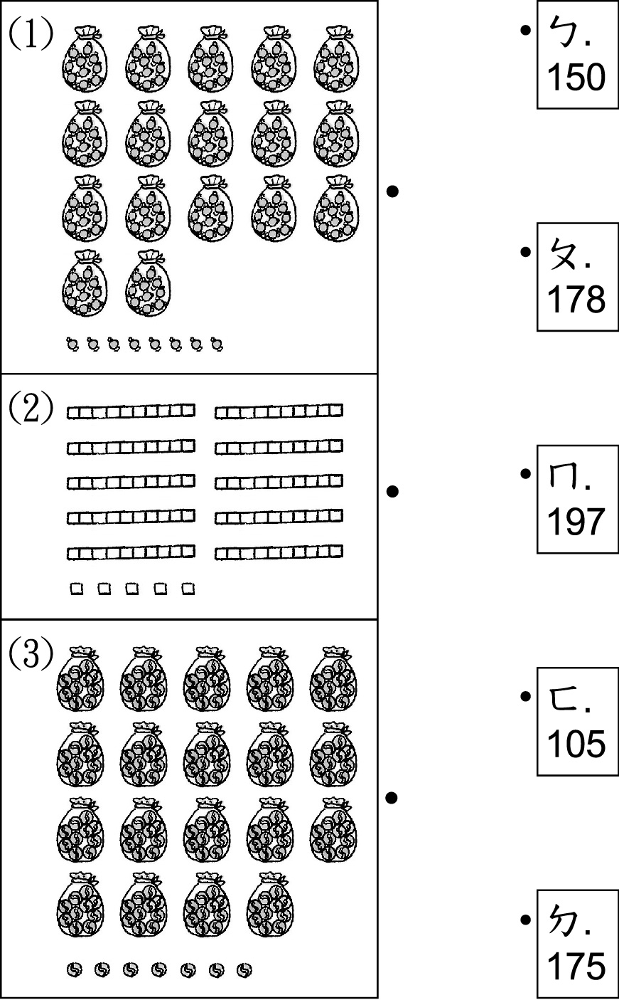 (1)
(2)
(3)
ㄅ.
150
ㄆ.
178
ㄇ.
197
ㄈ.
105
ㄉ.
175